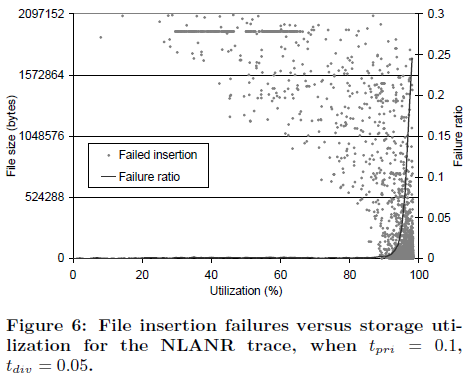 2097152
1572864
1048576
524288
0
File size (bytes)
Failed insertion
Failure ratio
0.3
0.25
0.2
0.15
0.1
0.05
0
Failure ratio
0 20 40 60 80 100
Utilization (%)
Figure 6: File insertion failures versus storage uti-
lization for the NLANR trace, when t_pri = 0.1,
t_div = 0.05.